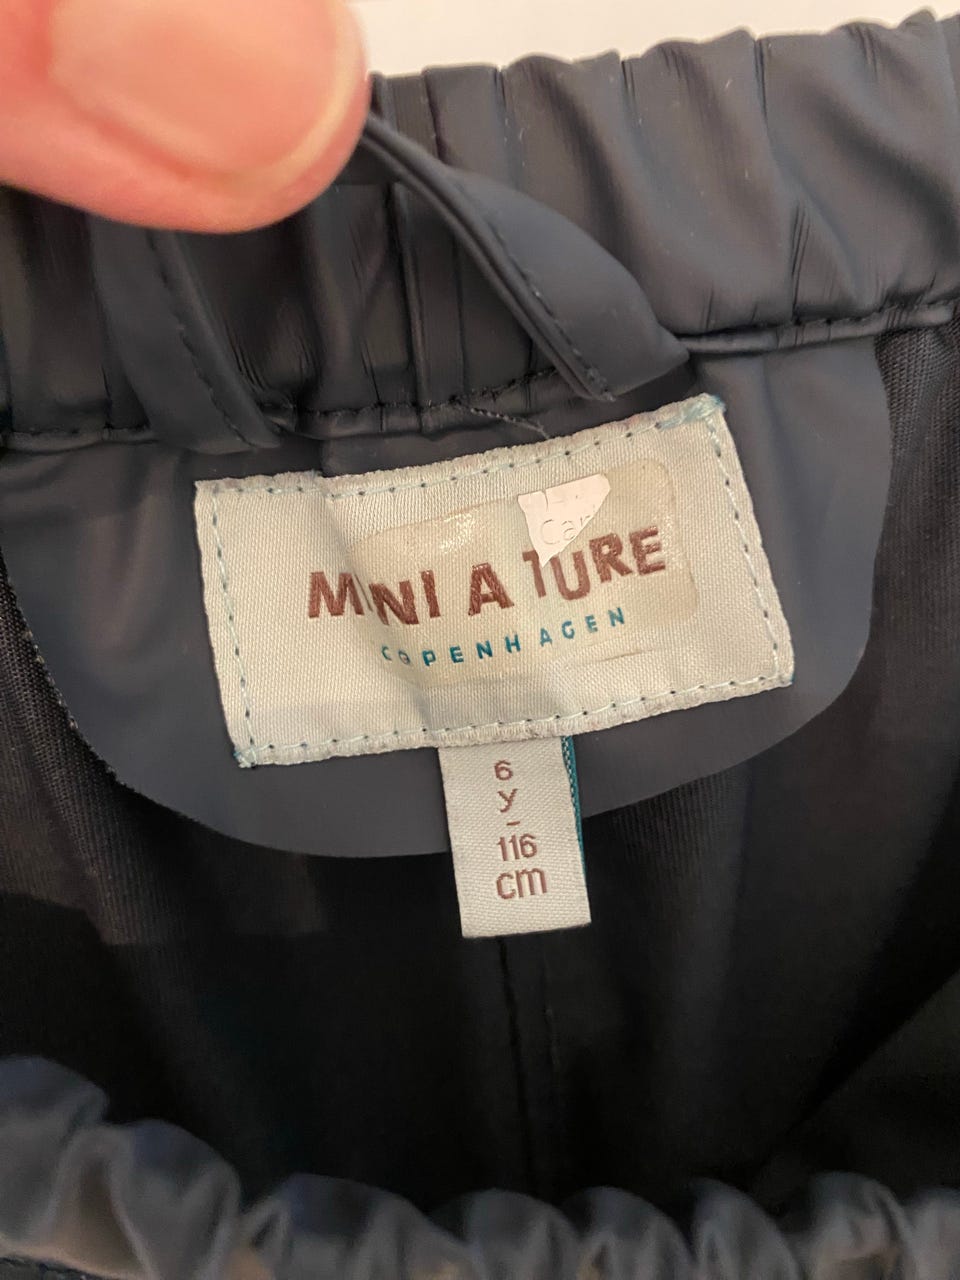 MINI A TURE
COPENHAGEN
6
y
-
116
cm